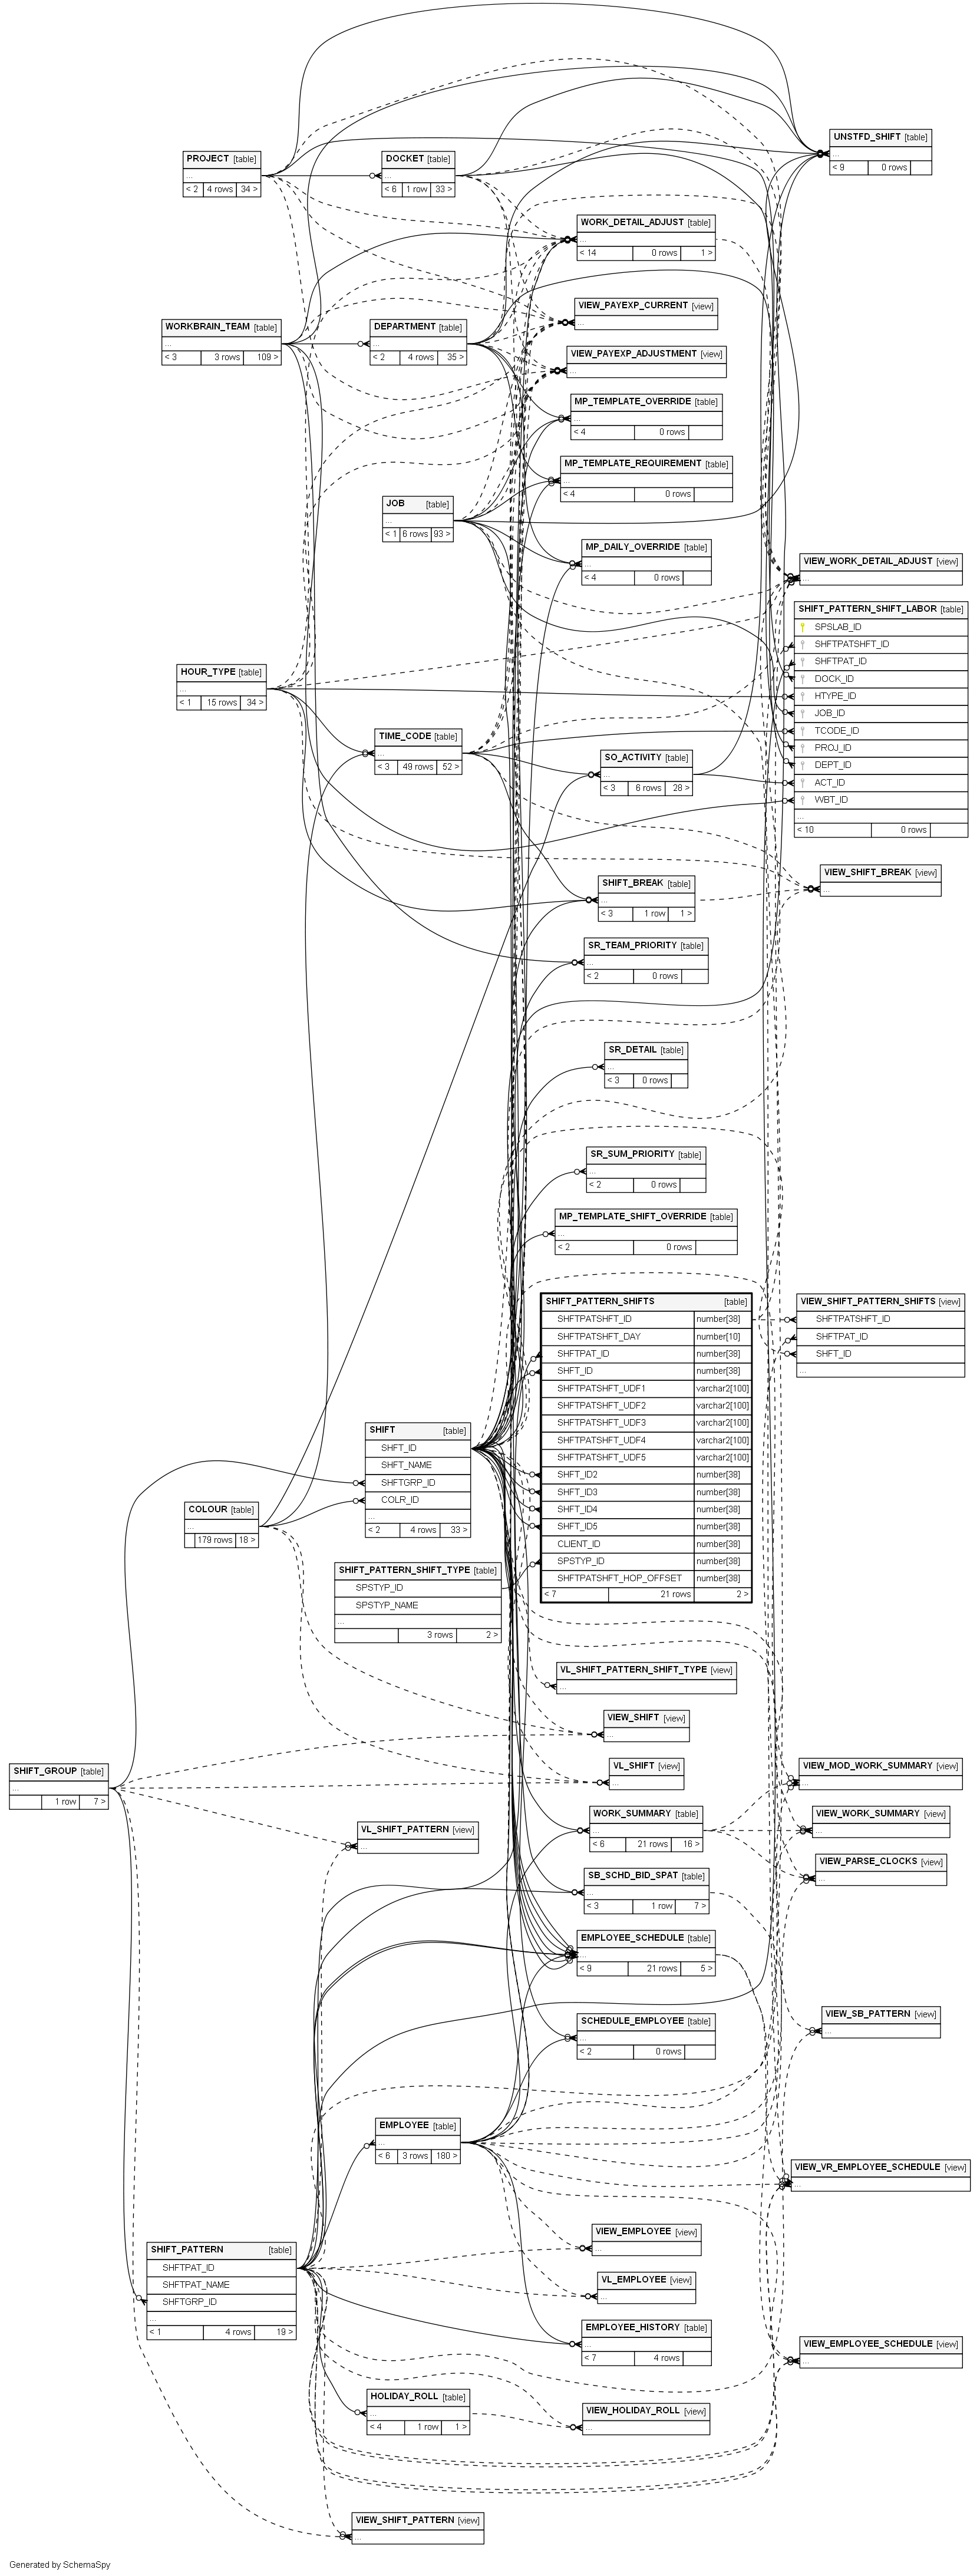 UNSTFD_SHIFT [table]
...
< 9 0 rows
PROJECT [table]
...
< 2 4 rows 34 >
DOCKET [table]
...
< 6 1 row 33 >
WORK_DETAIL_ADJUST [table]
...
< 14 0 rows 1 >
VIEW_PAYEXP_CURRENT [view]
...
WORKBRAIN_TEAM [table]
...
< 3 3 rows 109 >
DEPARTMENT [table]
...
< 2 4 rows 35 >
VIEW_PAYEXP_ADJUSTMENT [view]
...
MP_TEMPLATE_OVERRIDE [table]
...
< 4 0 rows
MP_TEMPLATE_REQUIREMENT [table]
...
< 4 0 rows
JOB [table]
...
< 1 6 rows 93 >
MP_DAILY_OVERRIDE [table]
...
< 4 0 rows
VIEW_WORK_DETAIL_ADJUST [view]
...
SHIFT_PATTERN_SHIFT_LABOR [table]
SPSLAB_ID
SHFTPATSHFT_ID
SHFTPAT_ID
DOCK_ID
HTYPE_ID
JOB_ID
TCODE_ID
PROJ_ID
DEPT_ID
ACT_ID
WBT_ID
...
< 10 0 rows
HOUR_TYPE [table]
...
< 1 15 rows 34 >
TIME_CODE [table]
...
< 3 49 rows 52 >
SO_ACTIVITY [table]
...
< 3 6 rows 28 >
VIEW_SHIFT_BREAK [view]
...
SHIFT_BREAK [table]
...
< 3 1 row 1 >
SR_TEAM_PRIORITY [table]
...
< 2 0 rows
SR_DETAIL [table]
...
< 3 0 rows
SR_SUM_PRIORITY [table]
...
< 2 0 rows
MP_TEMPLATE_SHIFT_OVERRIDE [table]
...
< 2 0 rows
SHIFT_PATTERN_SHIFTS [table]
SHFTPATSHFT_ID number[38]
SHFTPATSHFT_DAY number[10]
SHFTPAT_ID number[38]
SHFT_ID number[38]
SHFTPATSHFT_UDF1 varchar2[100]
SHFTPATSHFT_UDF2 varchar2[100]
SHFTPATSHFT_UDF3 varchar2[100]
SHFTPATSHFT_UDF4 varchar2[100]
SHFTPATSHFT_UDF5 varchar2[100]
SHFT_ID2 number[38]
SHFT_ID3 number[38]
SHFT_ID4 number[38]
SHFT_ID5 number[38]
CLIENT_ID number[38]
SPSTYP_ID number[38]
SHFTPATSHFT_HOP_OFFSET number[38]
< 7 21 rows 2 >
VIEW_SHIFT_PATTERN_SHIFTS [view]
SHFTPATSHFT_ID
SHFTPAT_ID
SHFT_ID
...
SHIFT [table]
SHFT_ID
SHFT_NAME
SHFTGRP_ID
COLR_ID
...
< 2 4 rows 33 >
COLOUR [table]
...
179 rows 18 >
SHIFT_PATTERN_SHIFT_TYPE [table]
SPSTYP_ID
SPSTYP_NAME
...
3 rows 2 >
VL_SHIFT_PATTERN_SHIFT_TYPE [view]
...
VIEW_SHIFT [view]
...
SHIFT_GROUP [table]
...
1 row 7 >
VL_SHIFT [view]
...
VIEW_MOD_WORK_SUMMARY [view]
...
VL_SHIFT_PATTERN [view]
...
WORK_SUMMARY [table]
...
< 6 21 rows 16 >
VIEW_WORK_SUMMARY [view]
...
VIEW_PARSE_CLOCKS [view]
...
SB_SCHD_BID_SPAT [table]
...
< 3 1 row 7 >
EMPLOYEE_SCHEDULE [table]
...
< 9 21 rows 5 >
SCHEDULE_EMPLOYEE [table]
...
< 2 0 rows
VIEW_SB_PATTERN [view]
...
EMPLOYEE [table]
...
< 6 3 rows 180 >
VIEW_VR_EMPLOYEE_SCHEDULE [view]
...
VIEW_EMPLOYEE [view]
...
SHIFT_PATTERN [table]
SHFTPAT_ID
SHFTPAT_NAME
SHFTGRP_ID
...
< 1 4 rows 19 >
VL_EMPLOYEE [view]
...
EMPLOYEE_HISTORY [table]
...
< 7 4 rows
VIEW_EMPLOYEE_SCHEDULE [view]
...
HOLIDAY_ROLL [table]
...
< 4 1 row 1 >
VIEW_HOLIDAY_ROLL [view]
...
VIEW_SHIFT_PATTERN [view]
...
Generated by SchemaSpy